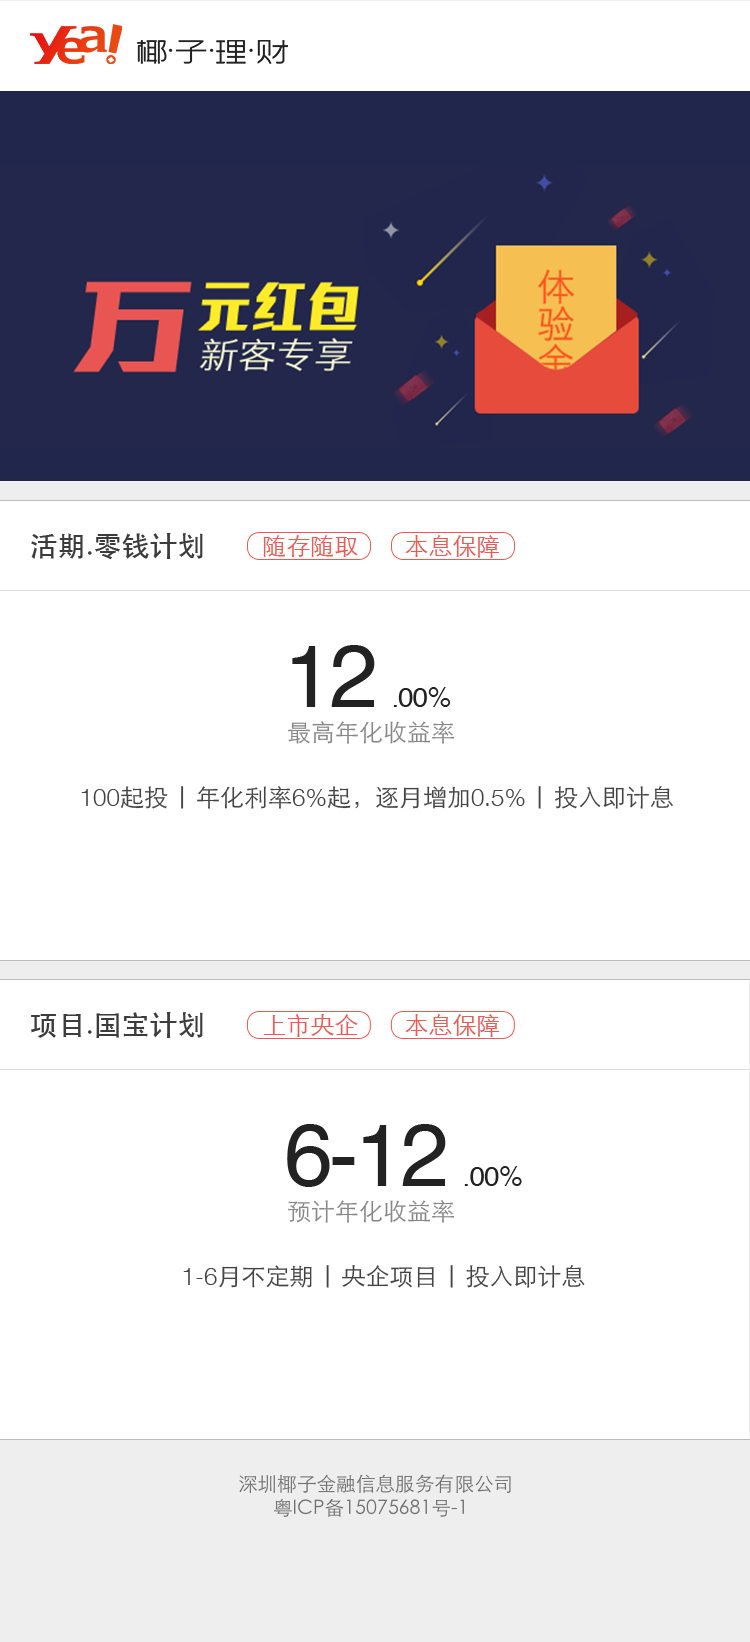 yea! 椰·子·理·财
万元红包
新客专享
体
验
金
活期.零钱计划 随存随取 本息保障
12.00%
最高年化收益率
100起投 | 年化利率6%起，逐月增加0.5% | 投入即计息
项目.国宝计划 上市央企 本息保障
6-12.00%
预计年化收益率
1-6月不定期 | 央企项目 | 投入即计息
深圳椰子金融信息服务有限公司
粤ICP备15075681号-1